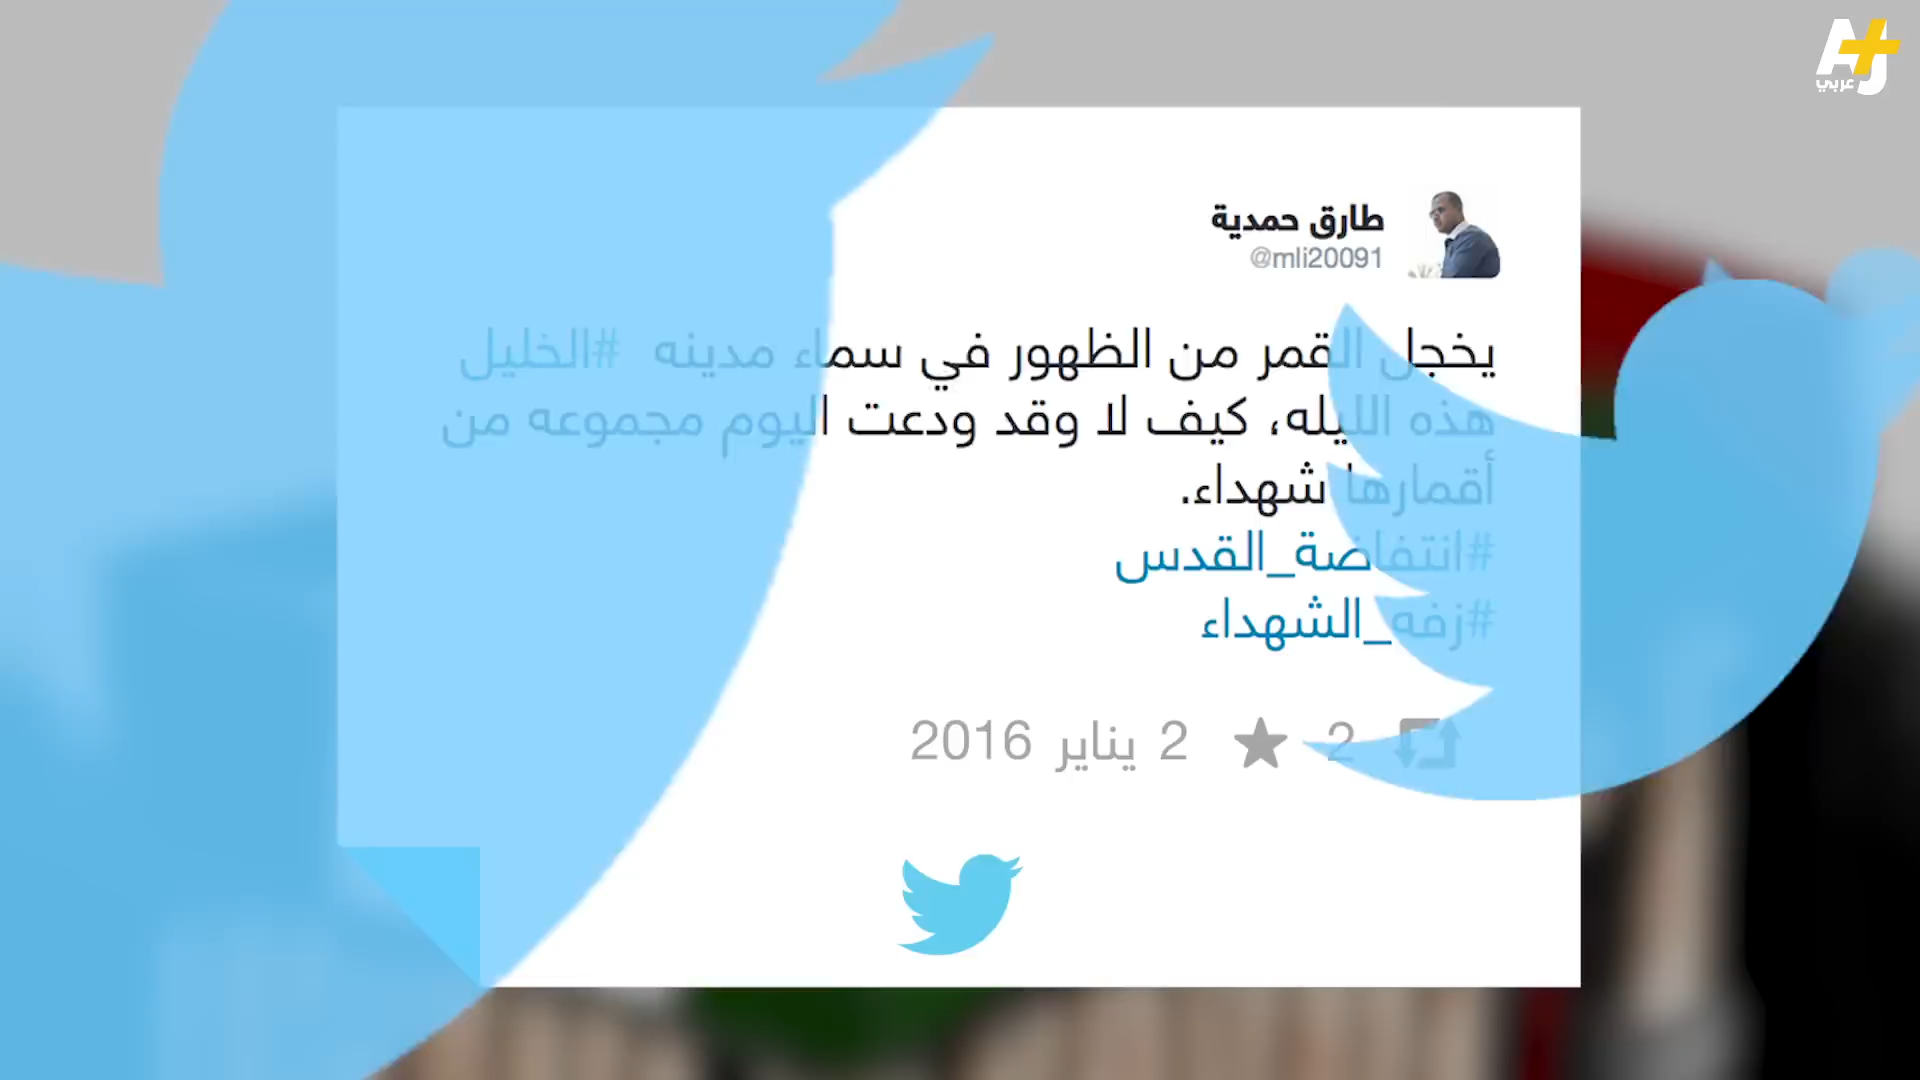 عربي
طارق حمدية
@mli20091
يخجل القمر من الظهور في سماء مدينه #الخليل
هذه الليله، كيف لا وقد ودعت اليوم مجموعه من
أقمارها شهداء.
#انتفاضة_القدس
#زفه_الشهداء
2 2 يناير 2016